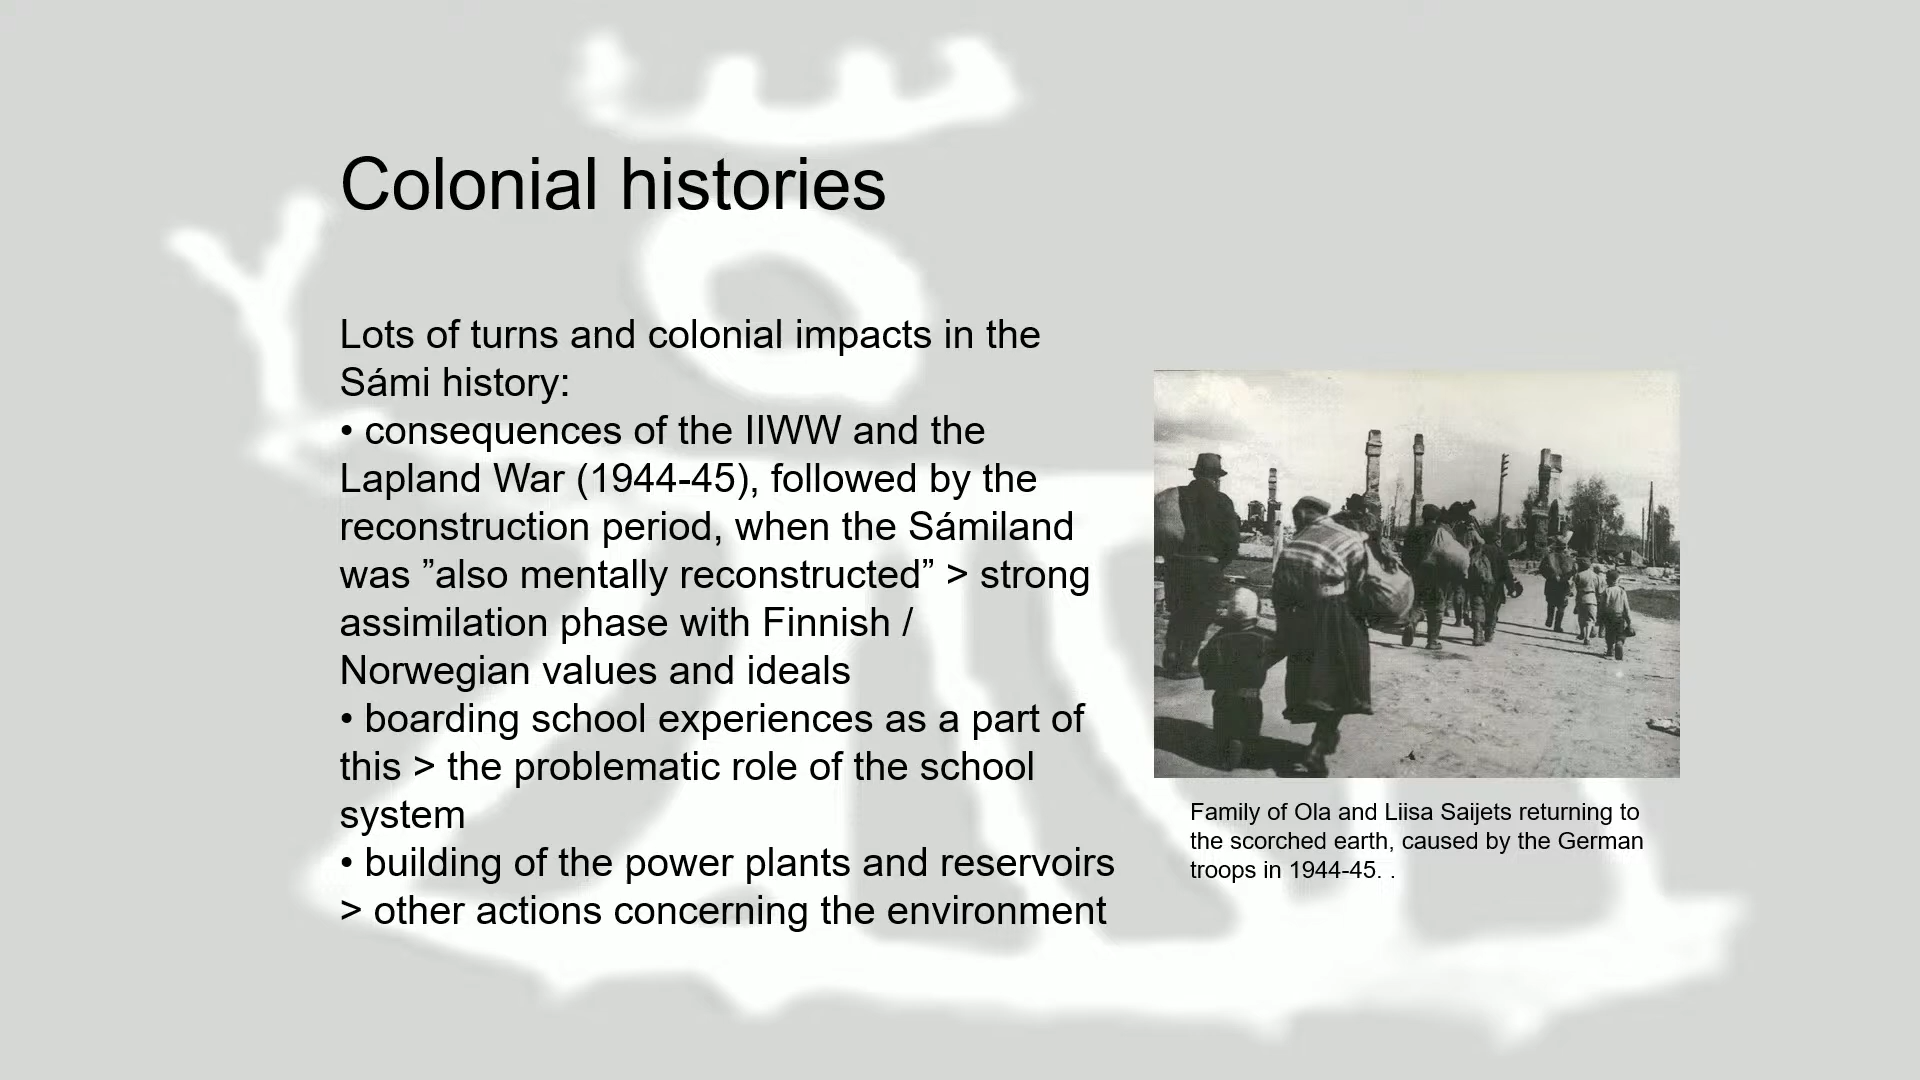 Colonial histories
Lots of turns and colonial impacts in the
Sámi history:
• consequences of the IIWW and the
Lapland War (1944-45), followed by the
reconstruction period, when the Sámiland
was ”also mentally reconstructed” > strong
assimilation phase with Finnish /
Norwegian values and ideals
• boarding school experiences as a part of
this > the problematic role of the school
system
• building of the power plants and reservoirs
> other actions concerning the environment
Family of Ola and Liisa Saijets returning to
the scorched earth, caused by the German
troops in 1944-45. .